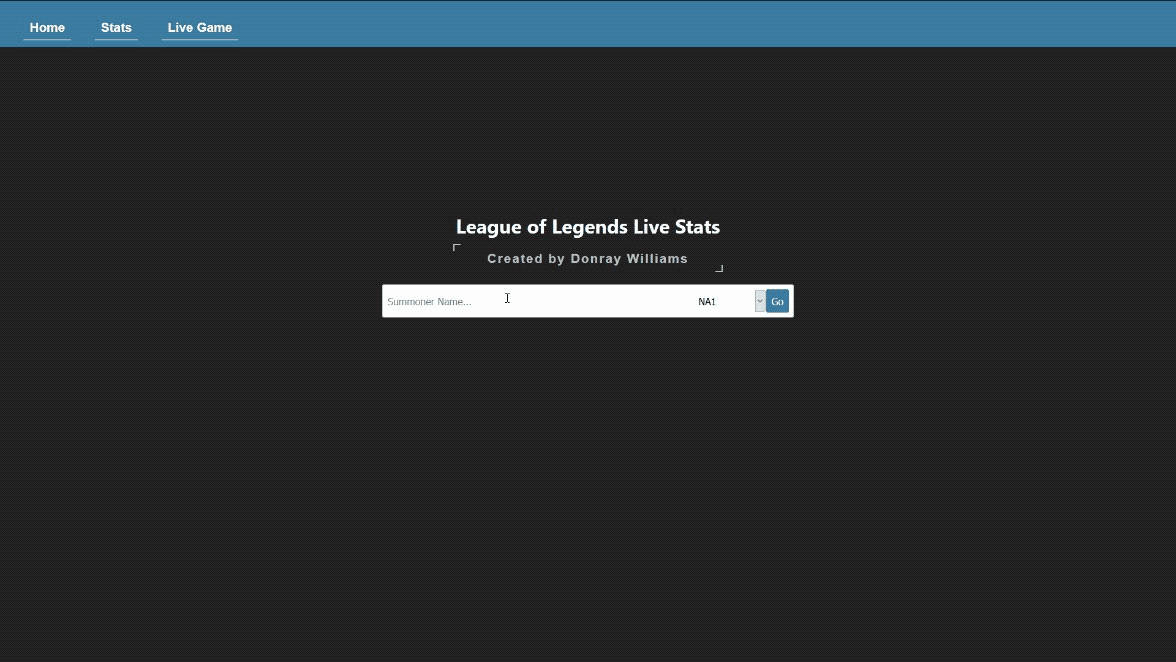 Home Stats Live Game
League of Legends Live Stats
Created by Donray Williams
Summoner Name... NA1 Go